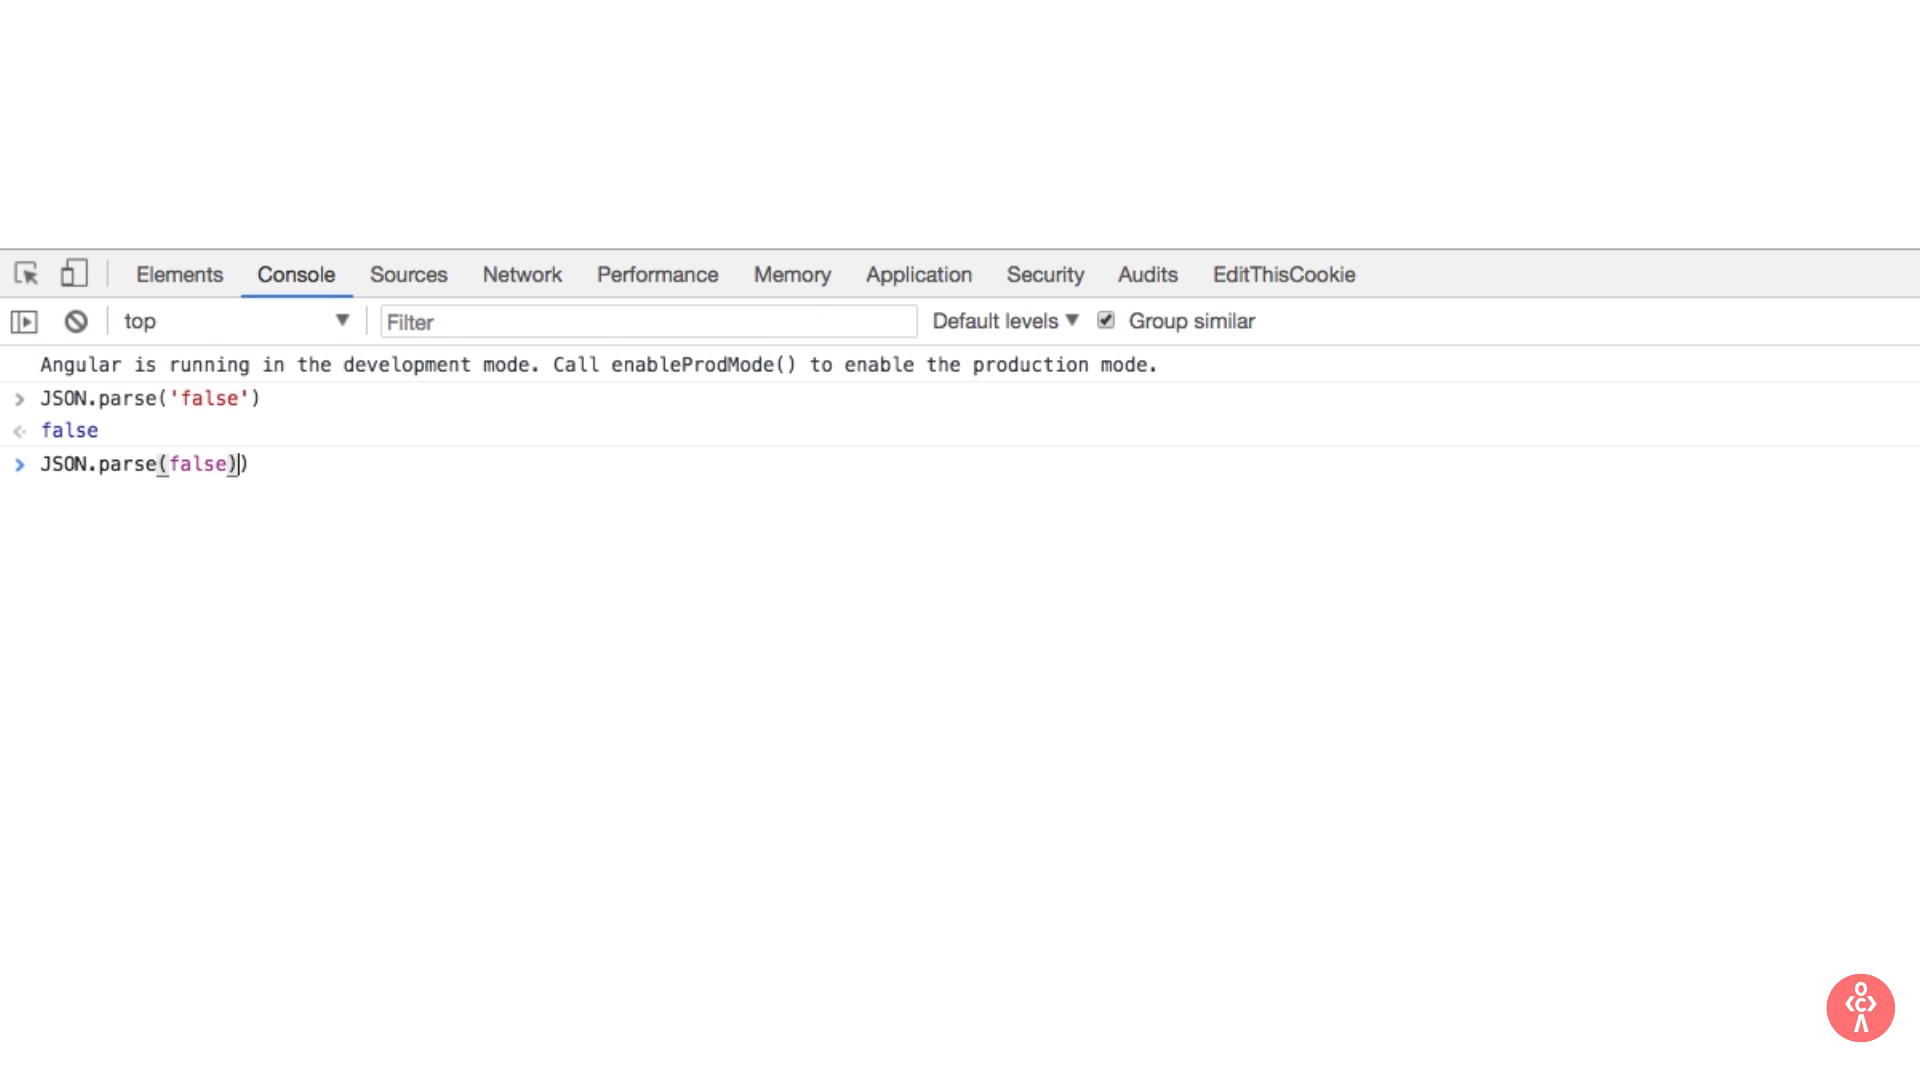 Elements Console Sources Network Performance Memory Application Security Audits EditThisCookie
top Filter Default levels Group similar
Angular is running in the development mode. Call enableProdMode() to enable the production mode.
> JSON.parse('false')
< false
> JSON.parse(false))